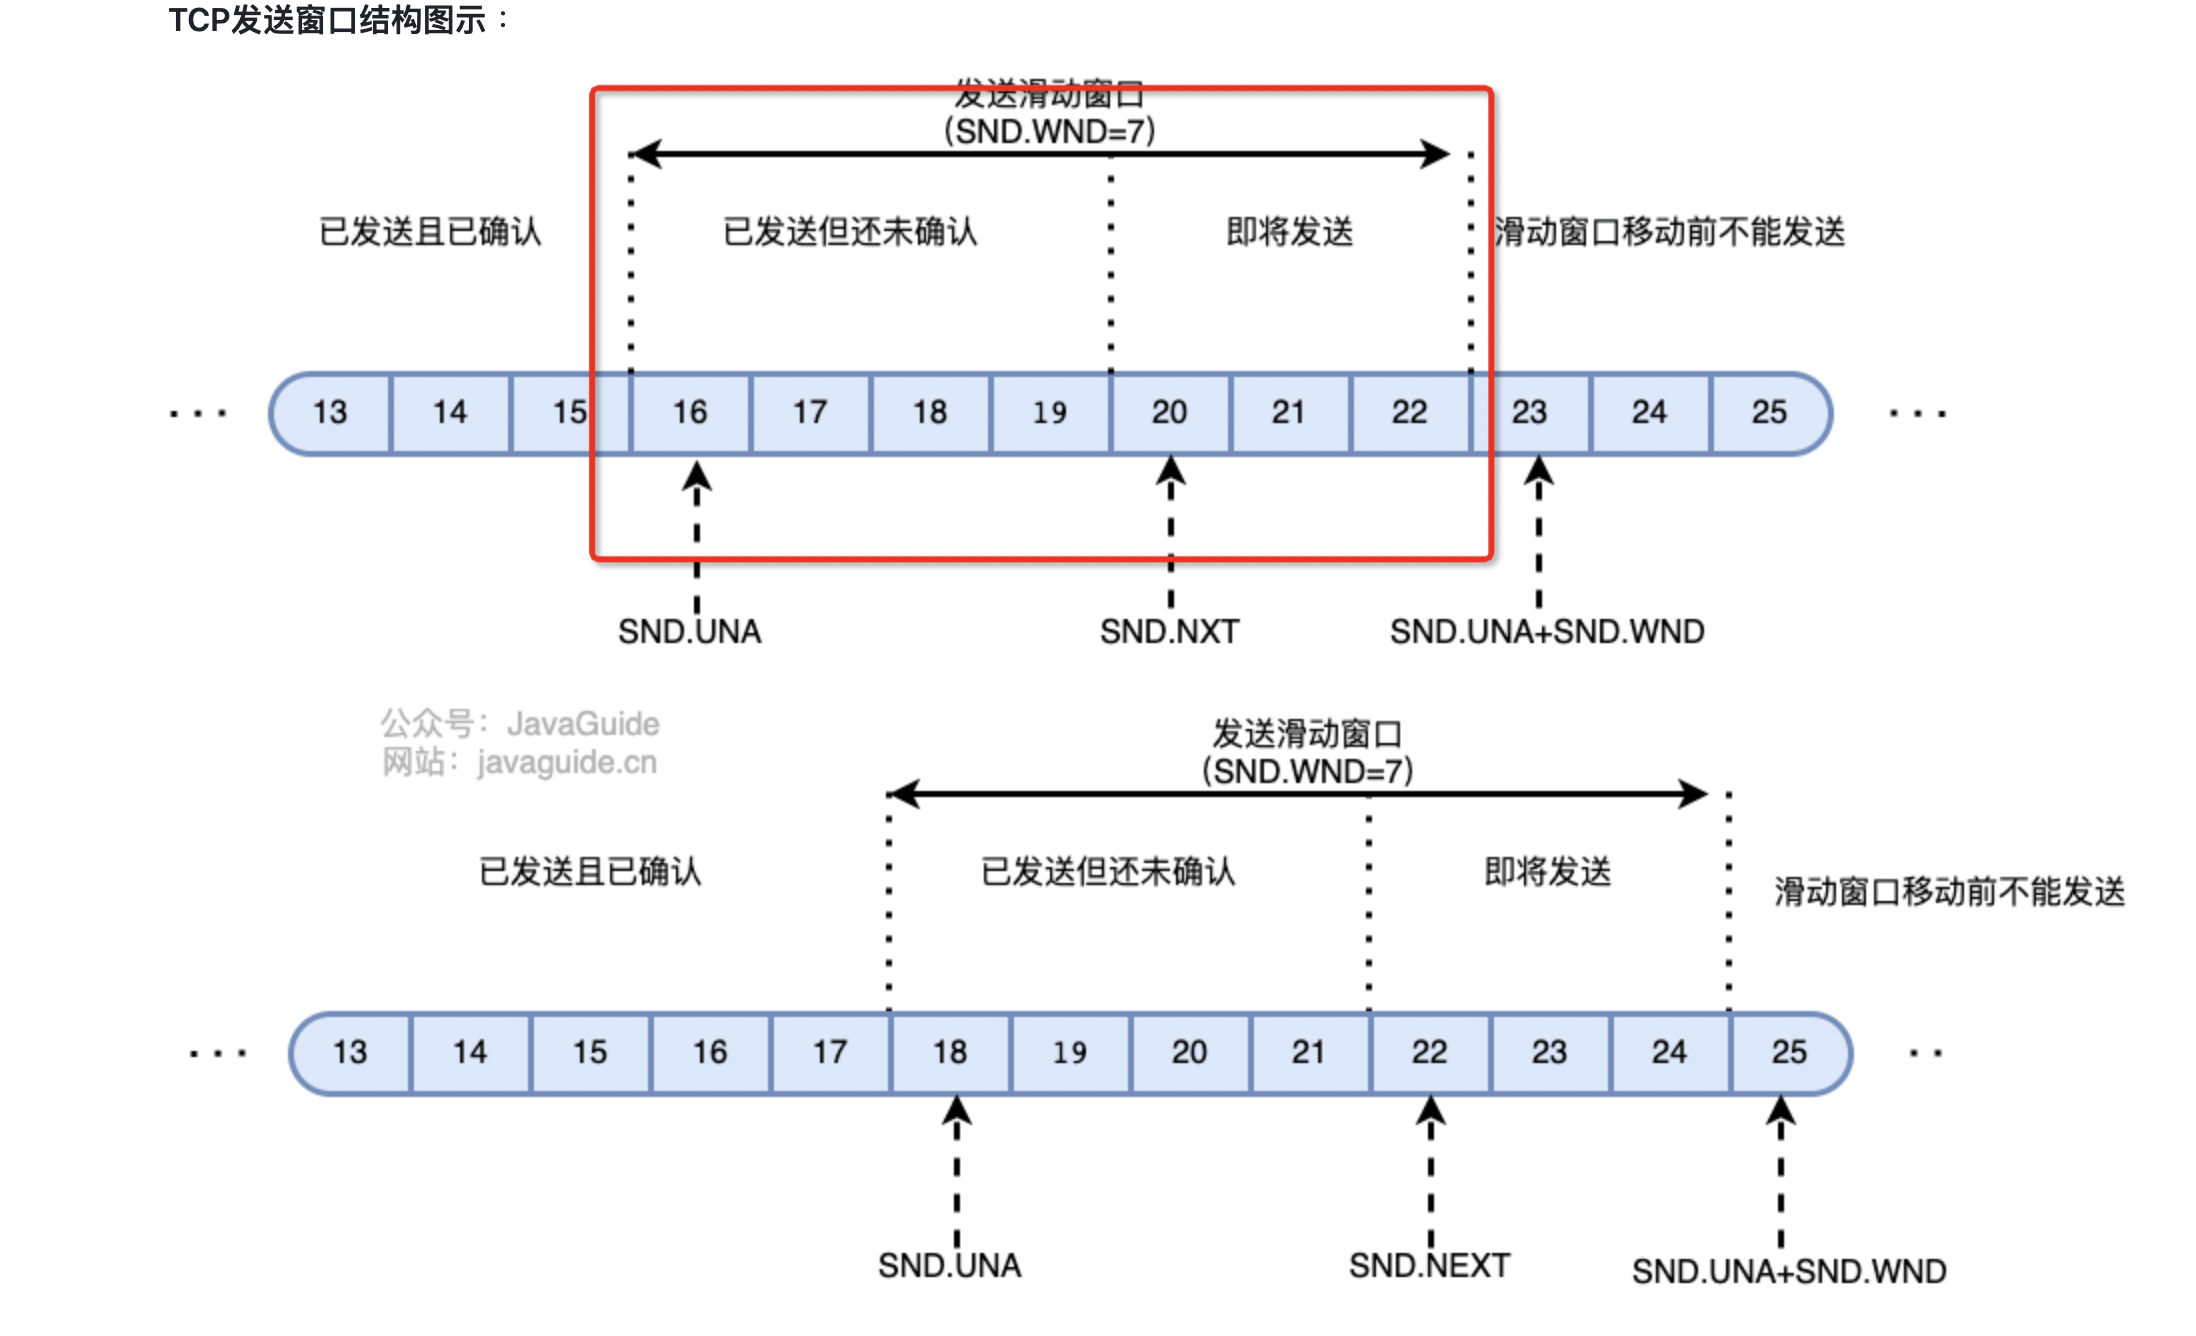 TCP发送窗口结构图示：
发送滑动窗口
(SND.WND=7)
已发送且已确认
已发送但还未确认
即将发送
滑动窗口移动前不能发送
... 13 14 15 16 17 18 19 20 21 22 23 24 25 ...
SND.UNA
SND.NXT
SND.UNA+SND.WND
公众号：JavaGuide
网站：javaguide.cn
发送滑动窗口
(SND.WND=7)
已发送且已确认
已发送但还未确认
即将发送
滑动窗口移动前不能发送
... 13 14 15 16 17 18 19 20 21 22 23 24 25 ..
SND.UNA
SND.NEXT
SND.UNA+SND.WND